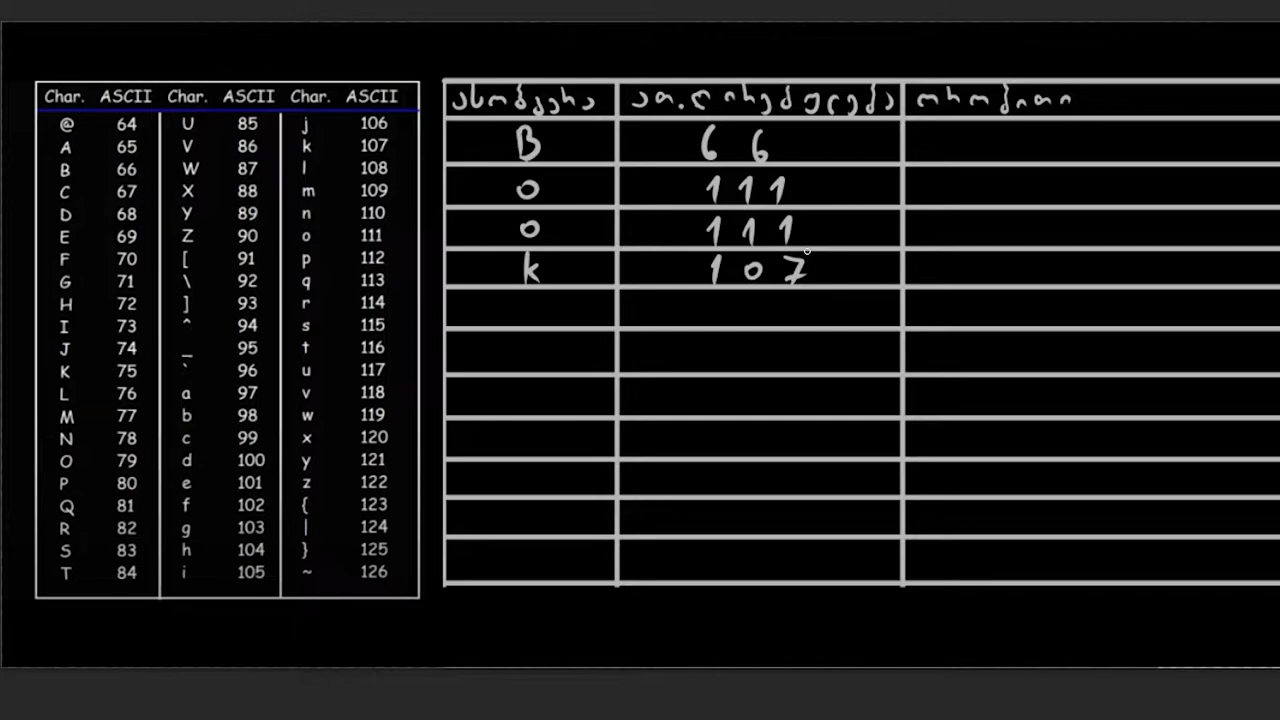 Char. ASCII Char. ASCII Char. ASCII
@ 64 U 85 j 106
A 65 V 86 k 107
B 66 W 87 l 108
C 67 X 88 m 109
D 68 Y 89 n 110
E 69 Z 90 o 111
F 70 [ 91 p 112
G 71 \ 92 q 113
H 72 ] 93 r 114
I 73 ^ 94 s 115
J 74 _ 95 t 116
K 75 ` 96 u 117
L 76 a 97 v 118
M 77 b 98 w 119
N 78 c 99 x 120
O 79 d 100 y 121
P 80 e 101 z 122
Q 81 f 102 { 123
R 82 g 103 | 124
S 83 h 104 } 125
T 84 i 105 ~ 126
ასობგერა ათ.ღირებულება ორობითი
B 66
o 111
o 111
k 107